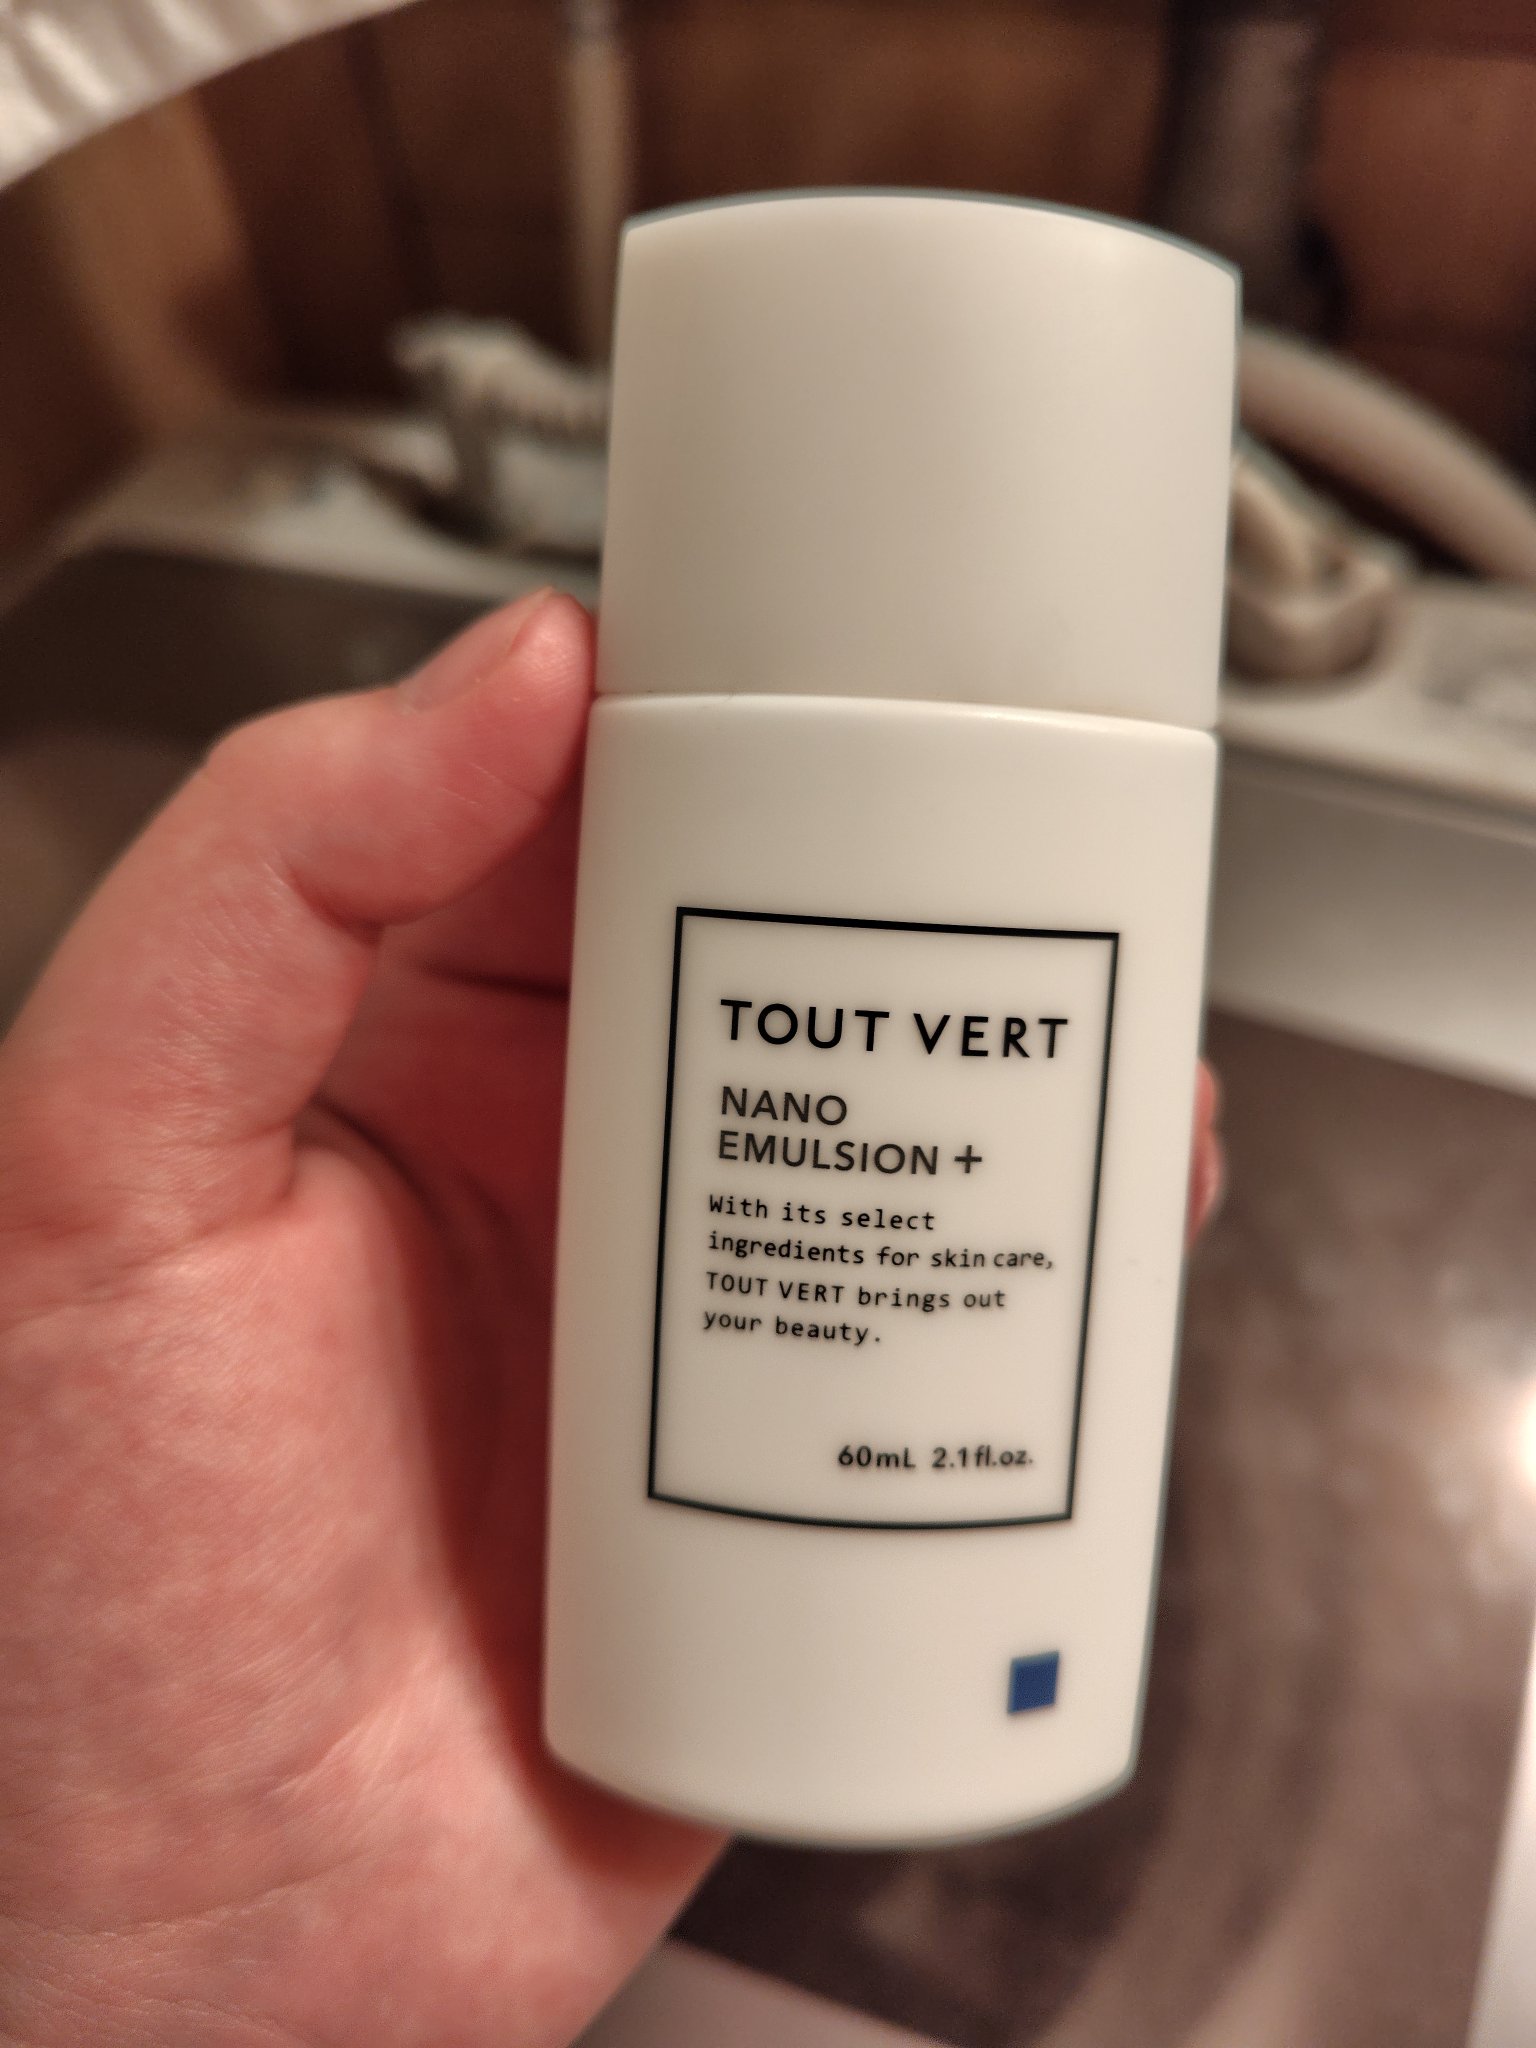 TOUT VERT
NANO
EMULSION +
With its select
ingredients for skin care,
TOUT VERT brings out
your beauty.
60mL 2.1fl.oz.